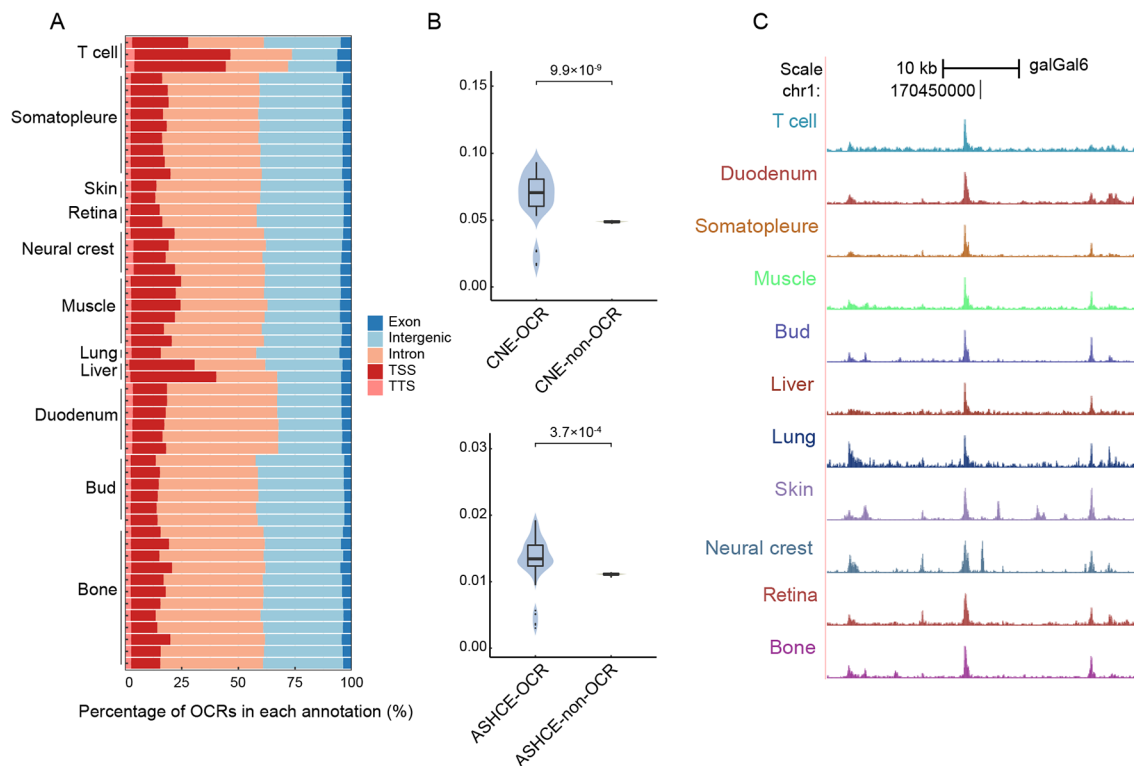 A
T cell
Somatopleure
Skin
Retina
Neural crest
Muscle
Lung
Liver
Duodenum
Bud
Bone
0 25 50 75 100
Percentage of OCRs in each annotation (%)
Exon
Intergenic
Intron
TSS
TTS
B
9.9×10-9
0.15
0.10
0.05
0.00
CNE-OCR
CNE-non-OCR
3.7×10-4
0.03
0.02
0.01
0.00
ASHCE-OCR
ASHCE-non-OCR
C
Scale 10 kb galGal6
chr1: 170450000
T cell
Duodenum
Somatopleure
Muscle
Bud
Liver
Lung
Skin
Neural crest
Retina
Bone